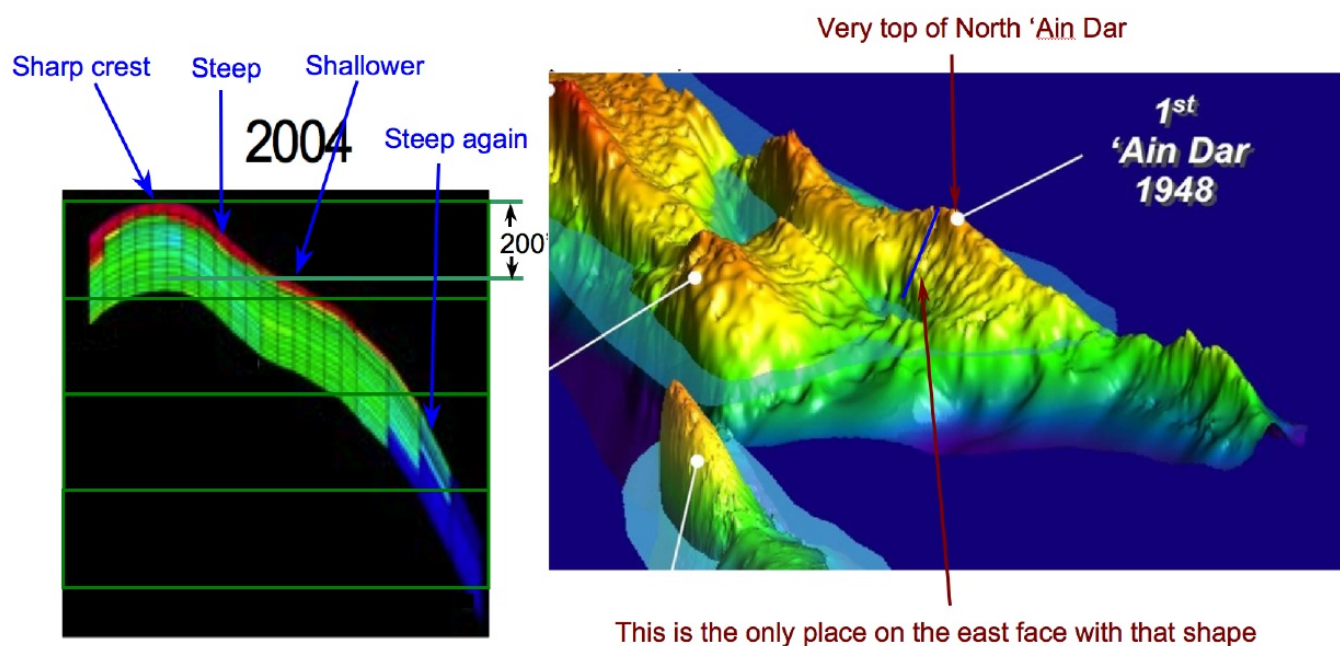 Very top of North ‘Ain Dar
Sharp crest
Steep
Shallower
2004
Steep again
1st
‘Ain Dar
1948
200'
This is the only place on the east face with that shape